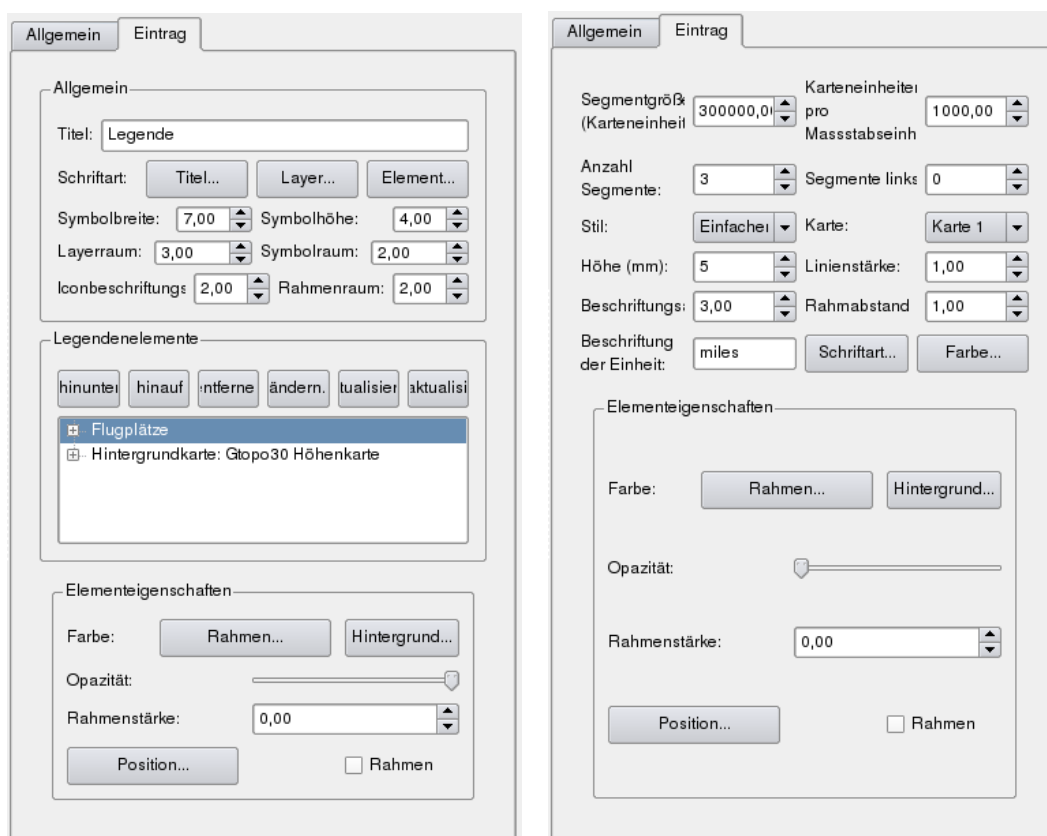 Allgemein Eintrag
Allgemein
Titel: Legende
Schriftart: Titel... Layer... Element...
Symbolbreite: 7,00 Symbolhöhe: 4,00
Layerraum: 3,00 Symbolraum: 2,00
Iconbeschriftungs 2,00 Rahmenraum: 2,00
Legendenelemente
hinunter hinauf entferne ändern. tualisier aktualisi
Flugplätze
Hintergrundkarte: Gtopo30 Höhenkarte
Elementeigenschaften
Farbe: Rahmen... Hintergrund...
Opazität:
Rahmenstärke: 0,00
Position... Rahmen
Allgemein Eintrag
Segmentgröße (Karteneinheit 300000,0 Karteneinheiten pro Massstabseinh 1000,00
Anzahl Segmente: 3 Segmente links 0
Stil: Einfacher Karte: Karte 1
Höhe (mm): 5 Linienstärke: 1,00
Beschriftungsa 3,00 Rahmabstand 1,00
Beschriftung der Einheit: miles Schriftart... Farbe...
Elementeigenschaften
Farbe: Rahmen... Hintergrund...
Opazität:
Rahmenstärke: 0,00
Position... Rahmen